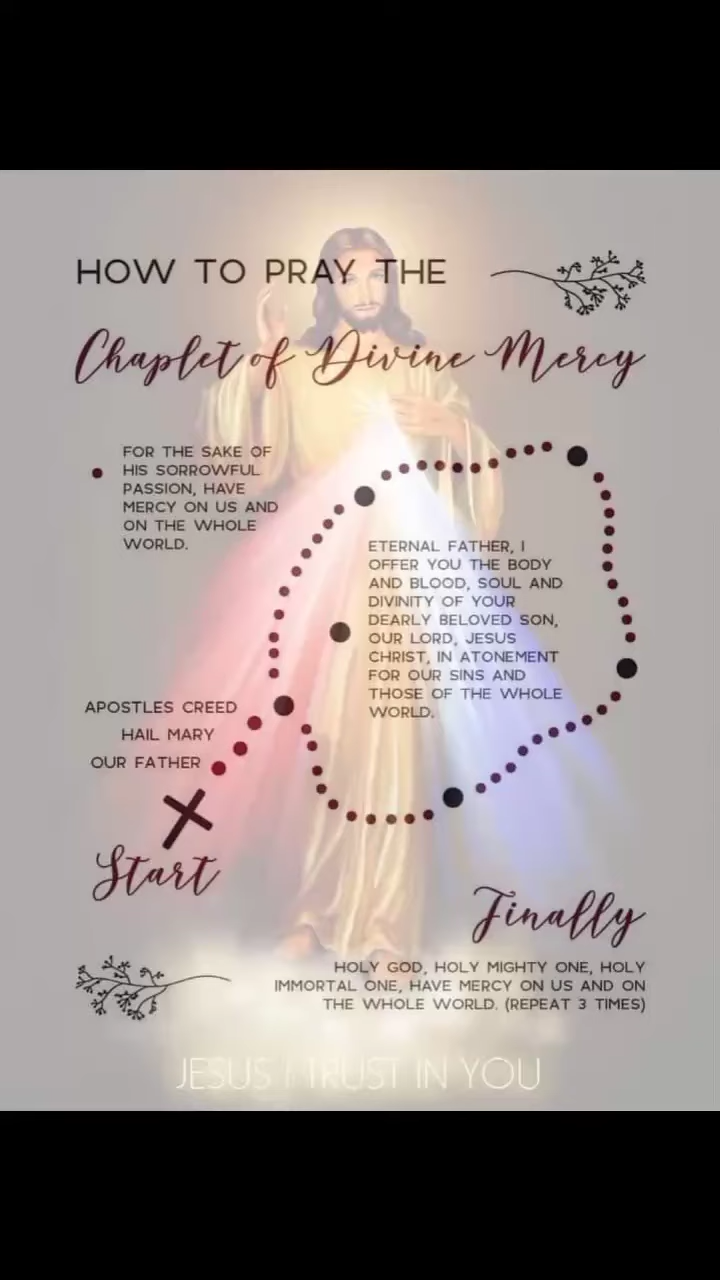 HOW TO PRAY THE
Chaplet of Divine Mercy
FOR THE SAKE OF
HIS SORROWFUL
PASSION, HAVE
MERCY ON US AND
ON THE WHOLE
WORLD.
ETERNAL FATHER, I
OFFER YOU THE BODY
AND BLOOD, SOUL AND
DIVINITY OF YOUR
DEARLY BELOVED SON,
OUR LORD, JESUS
CHRIST, IN ATONEMENT
FOR OUR SINS AND
THOSE OF THE WHOLE
WORLD.
APOSTLES CREED
HAIL MARY
OUR FATHER
Start
Finally
HOLY GOD, HOLY MIGHTY ONE, HOLY
IMMORTAL ONE, HAVE MERCY ON US AND ON
THE WHOLE WORLD. (REPEAT 3 TIMES)
JESUS I TRUST IN YOU